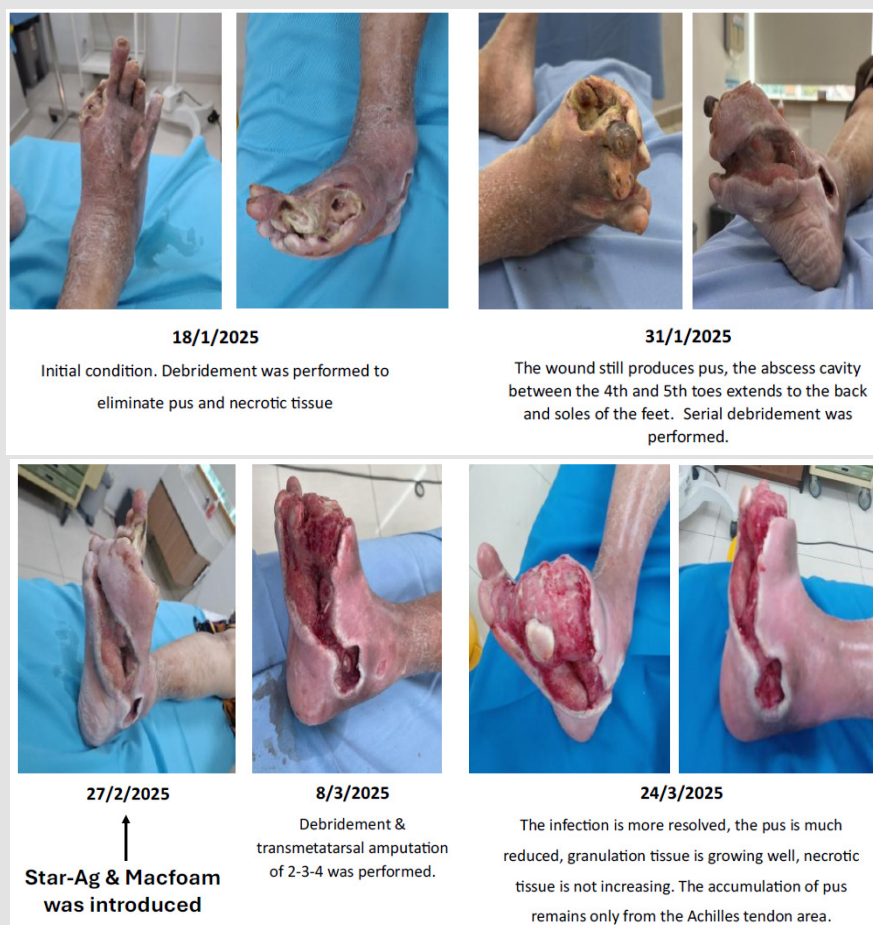 18/1/2025
Initial condition. Debridement was performed to
eliminate pus and necrotic tissue
31/1/2025
The wound still produces pus, the abscess cavity
between the 4th and 5th toes extends to the back
and soles of the feet. Serial debridement was
performed.
27/2/2025
Star-Ag & Macfoam
was introduced
8/3/2025
Debridement &
transmetatarsal amputation
of 2-3-4 was performed.
24/3/2025
The infection is more resolved, the pus is much
reduced, granulation tissue is growing well, necrotic
tissue is not increasing. The accumulation of pus
remains only from the Achilles tendon area.